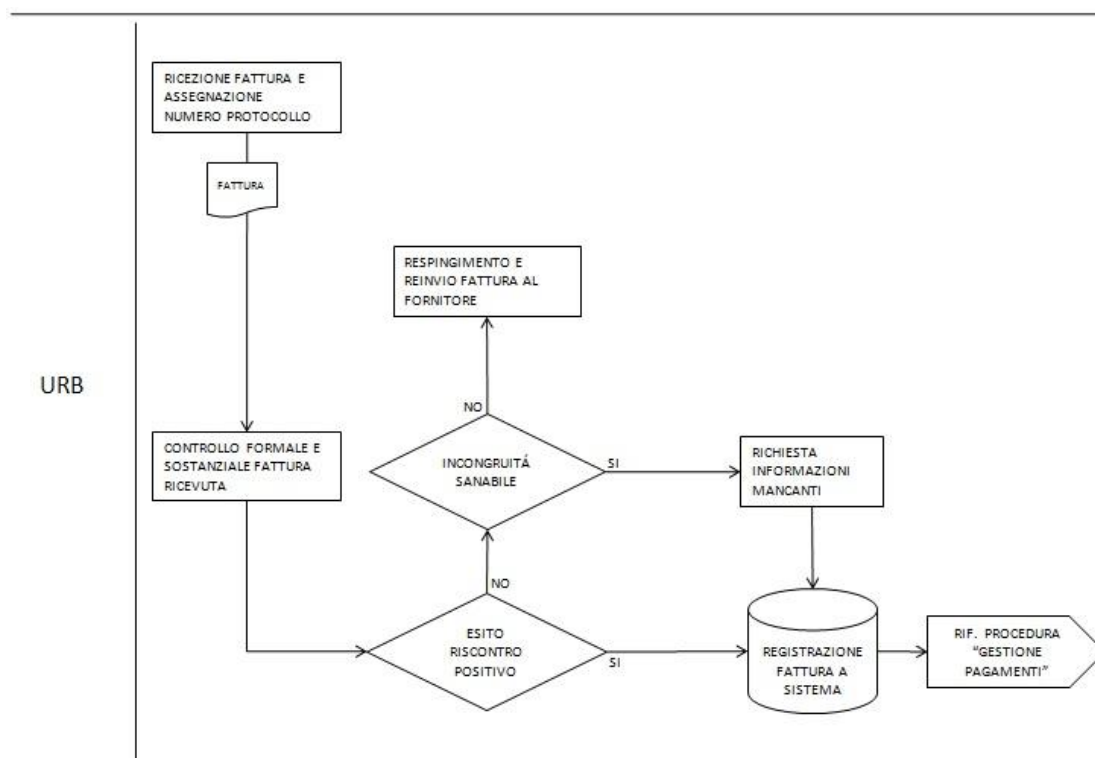 RICEZIONE FATTURA E
ASSEGNAZIONE
NUMERO PROTOCOLLO
FATTURA
RESPINGIMENTO E
REINVIO FATTURA AL
FORNITORE
URB
NO
CONTROLLO FORMALE E
SOSTANZIALE FATTURA
RICEVUTA
INCONGRUITÁ
SANABILE
SI
RICHIESTA
INFORMAZIONI
MANCANTI
NO
ESITO
RISCONTRO
POSITIVO
SI
REGISTRAZIONE
FATTURA A
SISTEMA
RIF. PROCEDURA
"GESTIONE
PAGAMENTI"